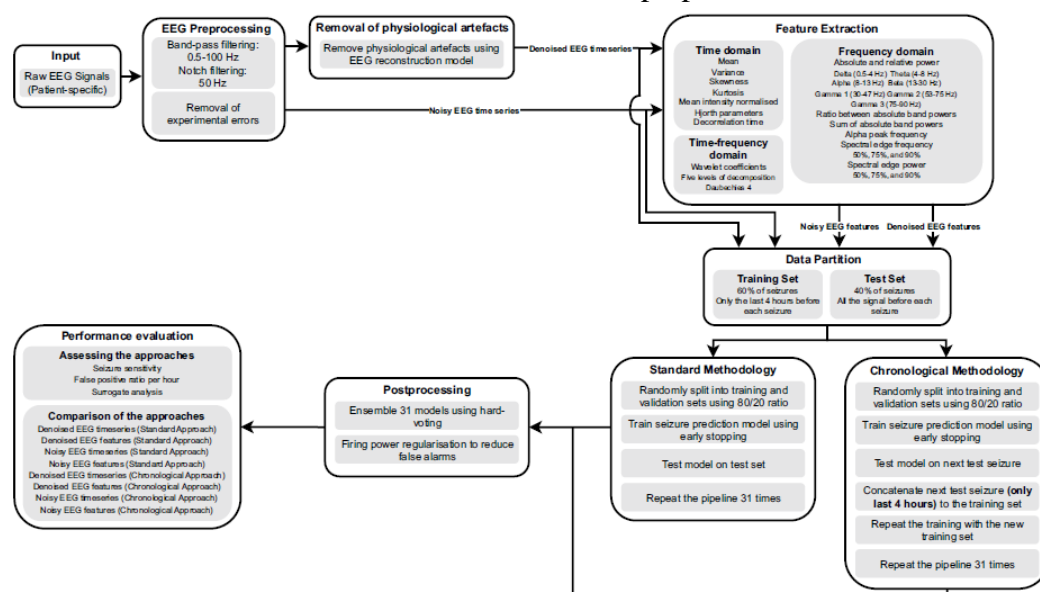 Input
Raw EEG Signals
(Patient-specific)
EEG Preprocessing
Band-pass filtering:
0.5-100 Hz
Notch filtering:
50 Hz
Removal of
experimental errors
Removal of physiological artefacts
Remove physiological artefacts using
EEG reconstruction model
Denoised EEG timeseries
Noisy EEG time series
Feature Extraction
Time domain
Mean
Variance
Skewness
Kurtosis
Mean intensity normalised
Hjorth parameters
Decorrelation time
Time-frequency
domain
Wavelet coefficients
Five levels of decomposition
Daubechies 4
Frequency domain
Absolute and relative power
Delta (0.5-4 Hz) Theta (4-8 Hz)
Alpha (8-13 Hz) Beta (13-30 Hz)
Gamma 1 (30-47 Hz) Gamma 2 (53-75 Hz)
Gamma 3 (75-90 Hz)
Ratio between absolute band powers
Sum of absolute band powers
Alpha peak frequency
Spectral edge frequency
50%, 75%, and 90%
Spectral edge power
50%, 75%, and 90%
Noisy EEG features
Denoised EEG features
Data Partition
Training Set
60% of seizures
Only the last 4 hours before
each seizure
Test Set
40% of seizures
All the signal before each
seizure
Standard Methodology
Randomly split into training and
validation sets using 80/20 ratio
Train seizure prediction model using
early stopping
Test model on test set
Repeat the pipeline 31 times
Chronological Methodology
Randomly split into training and
validation sets using 80/20 ratio
Train seizure prediction model using
early stopping
Test model on next test seizure
Concatenate next test seizure (only
last 4 hours) to the training set
Repeat the training with the new
training set
Repeat the pipeline 31 times
Postprocessing
Ensemble 31 models using hard-
voting
Firing power regularisation to reduce
false alarms
Performance evaluation
Assessing the approaches
Seizure sensitivity
False positive ratio per hour
Surrogate analysis
Comparison of the approaches
Denoised EEG timeseries (Standard Approach)
Denoised EEG features (Standard Approach)
Noisy EEG timeseries (Standard Approach)
Noisy EEG features (Standard Approach)
Denoised EEG timeseries (Chronological Approach)
Denoised EEG features (Chronological Approach)
Noisy EEG timeseries (Chronological Approach)
Noisy EEG features (Chronological Approach)